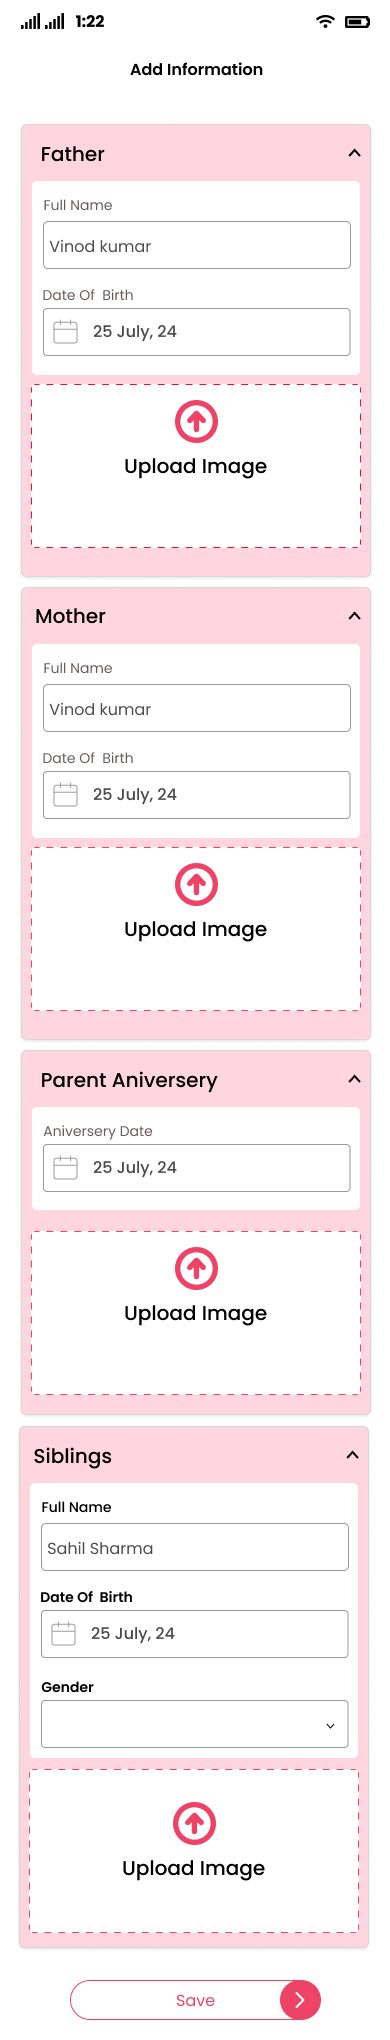 1:22
Add Information
Father
Full Name
Vinod kumar
Date Of  Birth
25 July, 24
Upload Image
Mother
Full Name
Vinod kumar
Date Of  Birth
25 July, 24
Upload Image
Parent Aniversery
Aniversery Date
25 July, 24
Upload Image
Siblings
Full Name
Sahil Sharma
Date Of  Birth
25 July, 24
Gender
Upload Image
Save